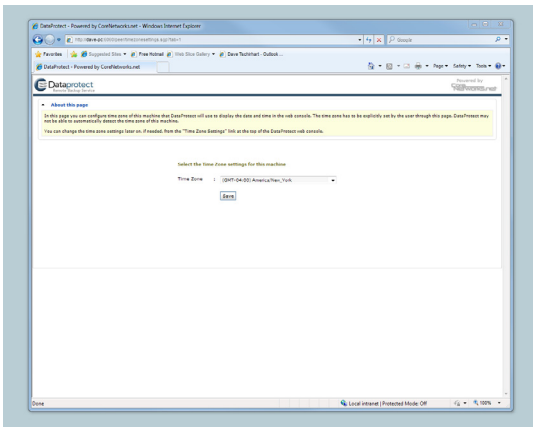 DataProtect - Powered by CoreNetworks.net - Windows Internet Explorer
Google
Favorites Suggested Sites Free Hotmail Web Slice Gallery Dave TechWhart - Outlook ...
DataProtect - Powered by CoreNetworks.net
Page Safety Tools
Dataprotect
Remote Backup Service
Powered by
About this page
In this page you can configure time zone of this machine that DataProtect will use to display the date and time in the web console. The time zone has to be explicitly set by the user through this page. DataProtect may
not be able to automatically detect the time zone of this machine.
You can change the time zone settings later on, if needed, from the "Time Zone Settings" link at the top of the DataProtect web console.
Select the Time Zone settings for this machine
Time Zone : [GMT-04:00] America/New_York
Save
Done
Local intranet | Protected Mode: Off
100%